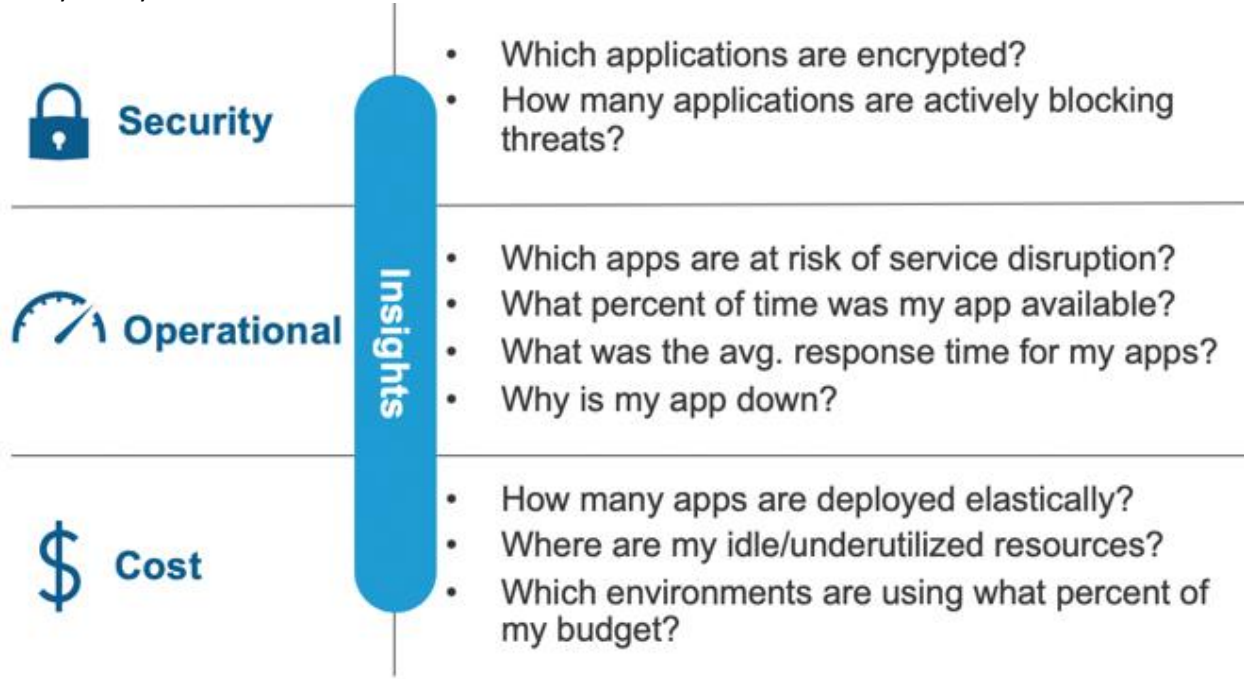 Security
• Which applications are encrypted?
• How many applications are actively blocking
threats?
Insights
Operational
• Which apps are at risk of service disruption?
• What percent of time was my app available?
• What was the avg. response time for my apps?
• Why is my app down?
Cost
• How many apps are deployed elastically?
• Where are my idle/underutilized resources?
• Which environments are using what percent of
my budget?